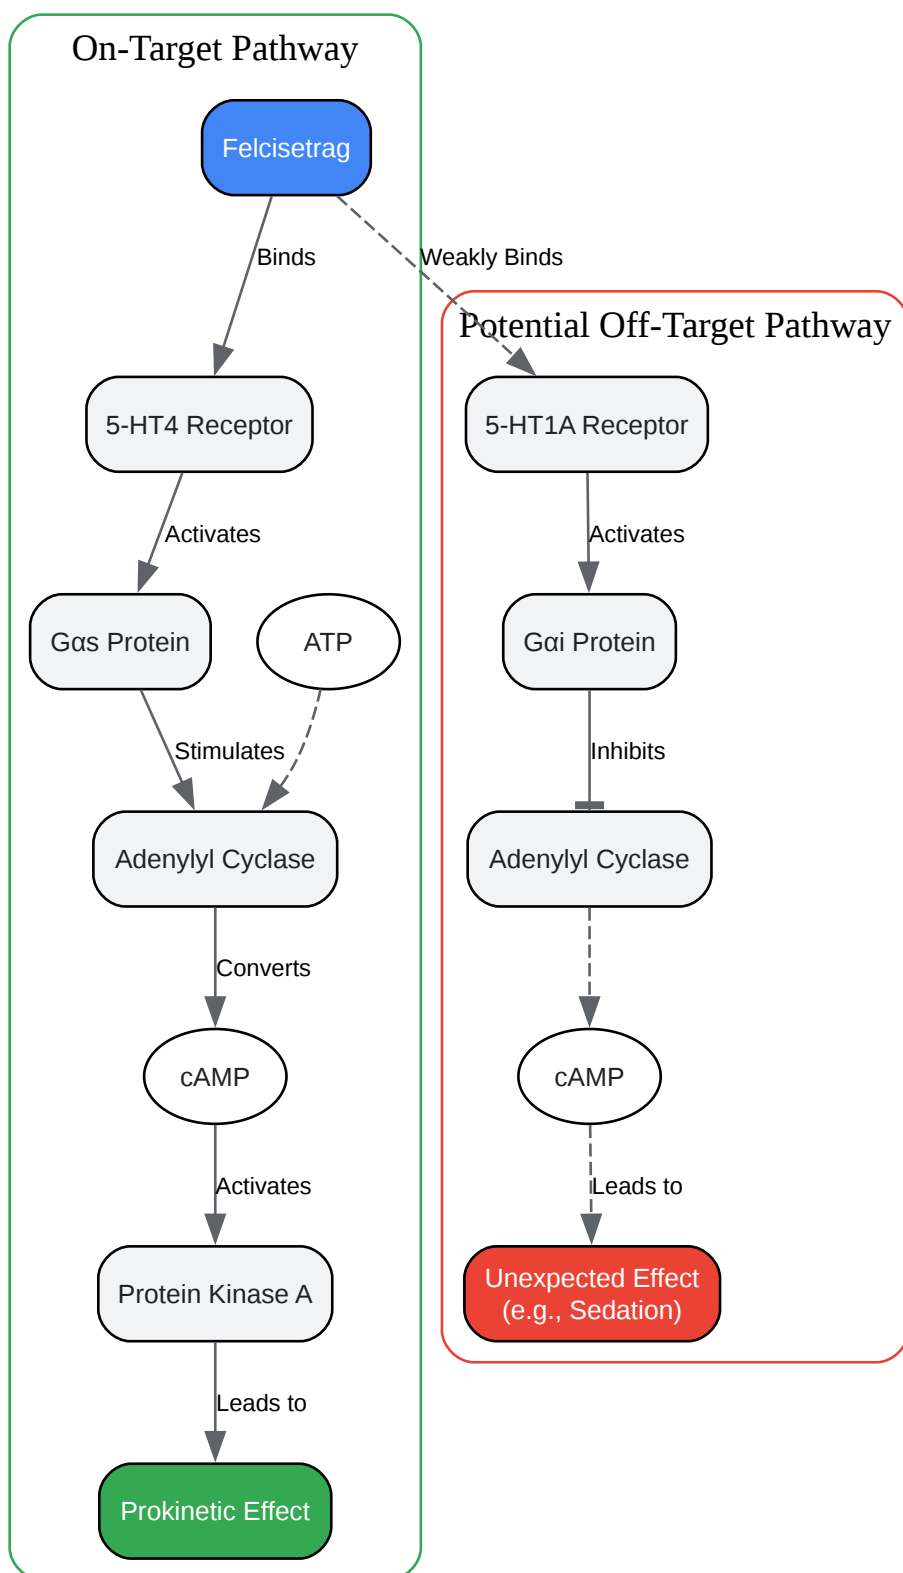 On-Target Pathway
Felcisetrag
Binds
Weakly Binds
Potential Off-Target Pathway
5-HT4 Receptor
5-HT1A Receptor
Activates
Activates
Gαs Protein
ATP
Gαi Protein
Stimulates
Inhibits
Adenylyl Cyclase
Adenylyl Cyclase
Converts
cAMP
cAMP
Activates
Leads to
Protein Kinase A
Unexpected Effect
(e.g., Sedation)
Leads to
Prokinetic Effect